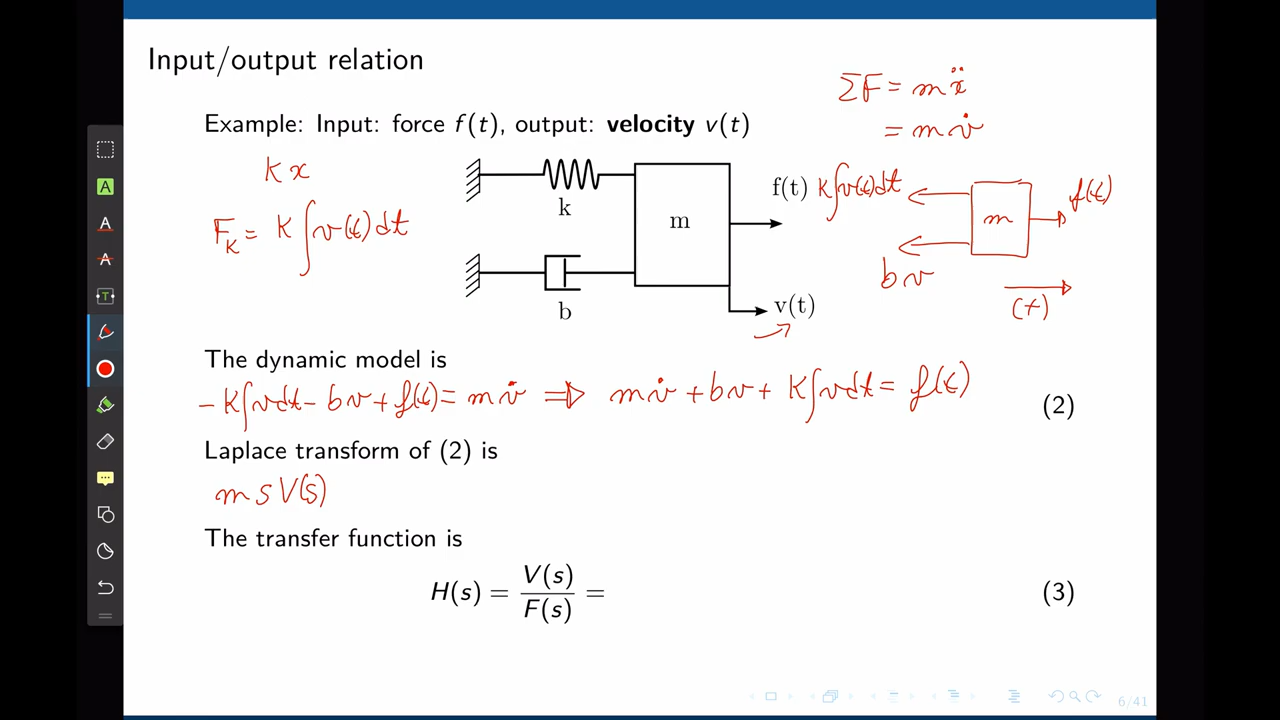 Input/output relation
ΣF = mẍ
= mv̇
Example: Input: force f(t), output: velocity v(t)
kx
F_k = k∫v(t)dt
k
m
f(t)
b
v(t)
k∫v(t)dt
m
f(t)
bv
(+)
The dynamic model is
-k∫vdt - bv + f(t) = mv̇ ⇒ mv̇ + bv + k∫vdt = f(t)
(2)
Laplace transform of (2) is
m s V(s)
The transfer function is
H(s) = V(s)/F(s) =
(3)
A
A
A
T
6/41